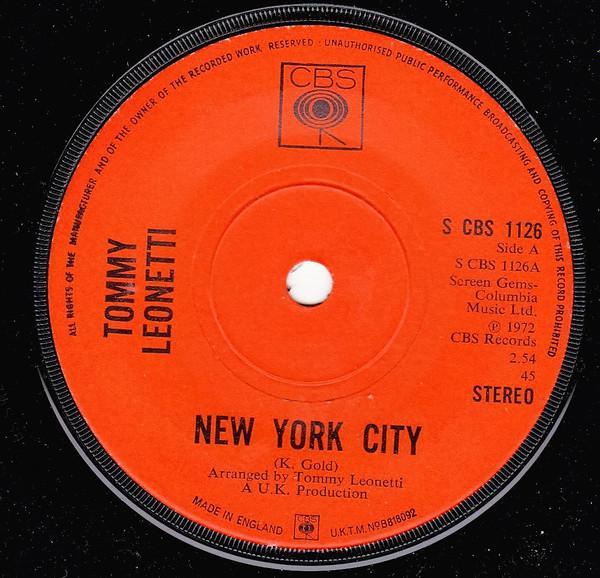 ALL RIGHTS OF THE MANUFACTURER AND OF THE OWNER OF THE RECORDED WORK RESERVED · UNAUTHORISED PUBLIC PERFORMANCE BROADCASTING AND COPYING OF THIS RECORD PROHIBITED
CBS
TOMMY
LEONETTI
S CBS 1126
Side A
S CBS 1126A
Screen Gems-
Columbia
Music Ltd.
℗ 1972
CBS Records
2.54
45
STEREO
NEW YORK CITY
(K. Gold)
Arranged by Tommy Leonetti
A U.K. Production
MADE IN ENGLAND CBS U.K.T.M. NºB818092